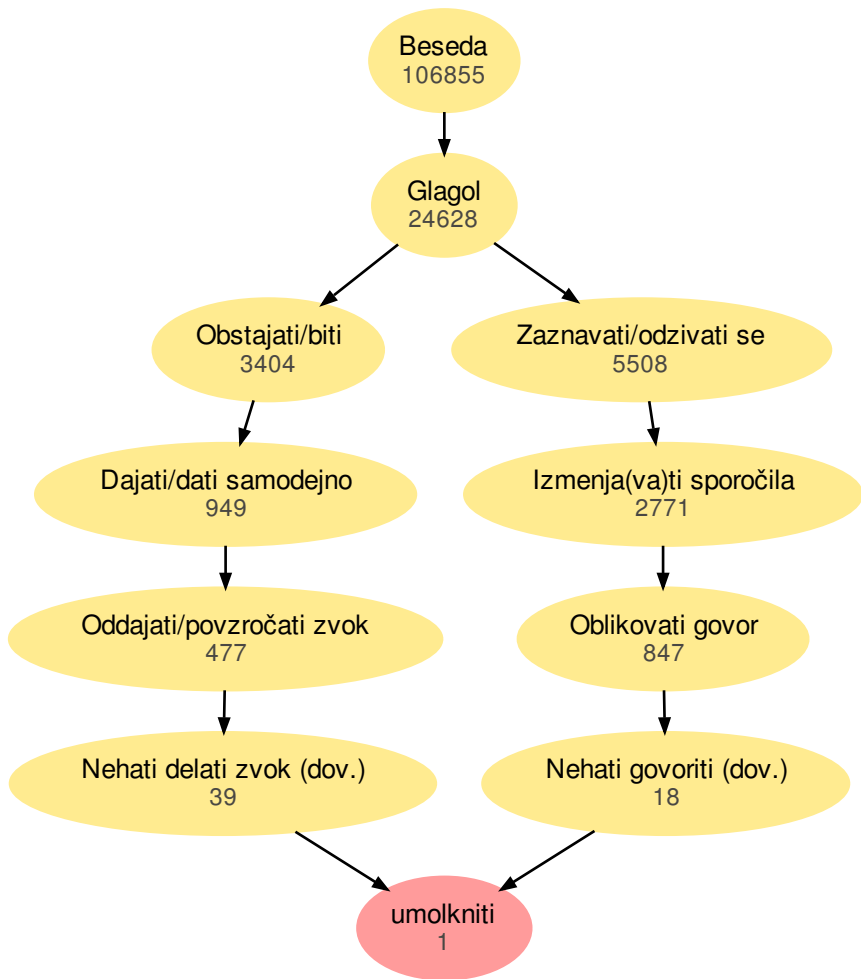 Beseda
106855
Glagol
24628
Obstajati/biti
3404
Zaznavati/odzivati se
5508
Dajati/dati samodejno
949
Izmenja(va)ti sporočila
2771
Oddajati/povzročati zvok
477
Oblikovati govor
847
Nehati delati zvok (dov.)
39
Nehati govoriti (dov.)
18
umolkniti
1